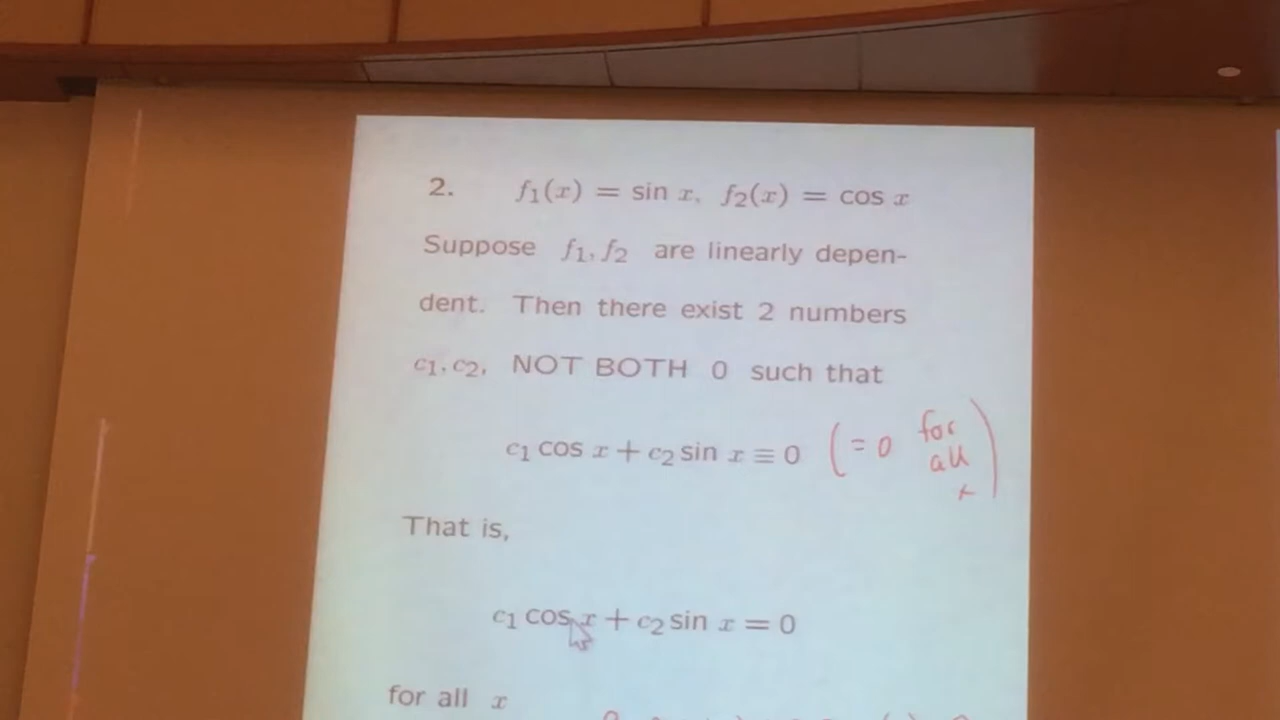 2. f₁(x) = sin x, f₂(x) = cos x
Suppose f₁, f₂ are linearly depen-
dent. Then there exist 2 numbers
c₁, c₂, NOT BOTH 0 such that
c₁ cos x + c₂ sin x ≡ 0 (= 0 for
all
x)
That is,
c₁ cos x + c₂ sin x = 0
for all x